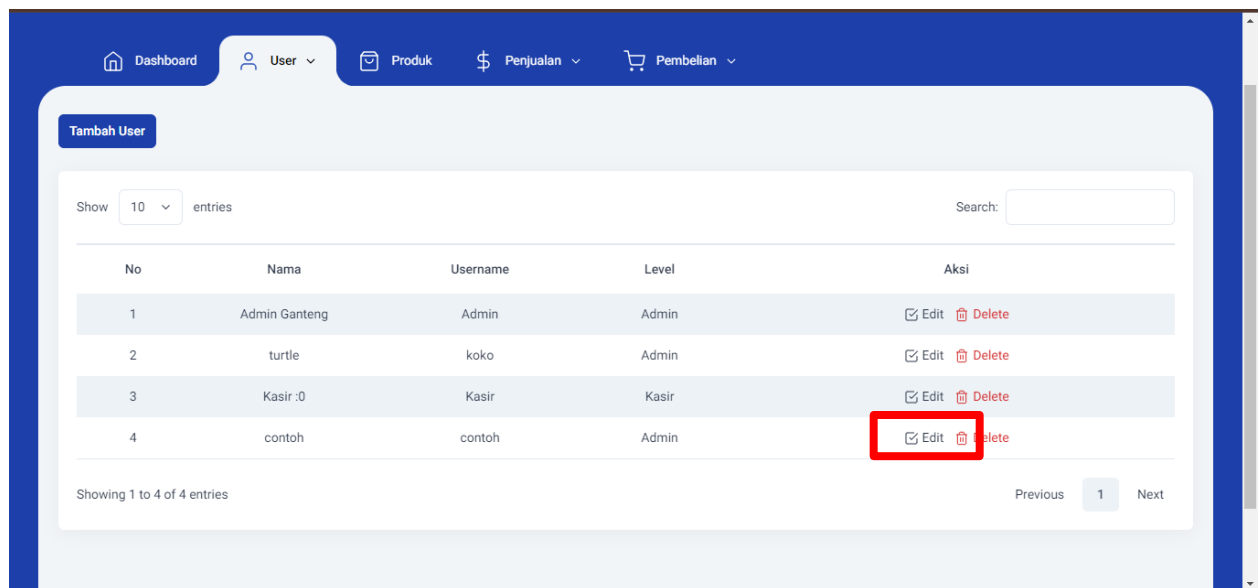 Dashboard User Produk Penjualan Pembelian
Tambah User
Show 10 entries Search:
No Nama Username Level Aksi
1 Admin Ganteng Admin Admin Edit Delete
2 turtle koko Admin Edit Delete
3 Kasir :0 Kasir Kasir Edit Delete
4 contoh contoh Admin Edit Delete
Showing 1 to 4 of 4 entries Previous 1 Next